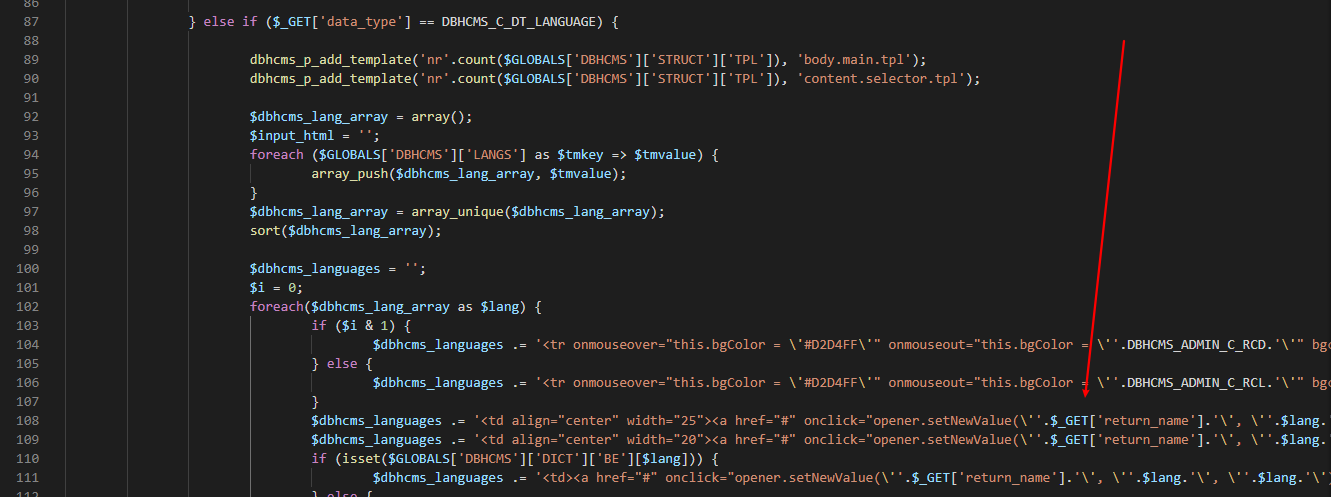 86
87 } else if ($_GET['data_type'] == DBHCMS_C_DT_LANGUAGE) {
88
89 dbhcms_p_add_template('nr'.count($GLOBALS['DBHCMS']['STRUCT']['TPL']), 'body.main.tpl');
90 dbhcms_p_add_template('nr'.count($GLOBALS['DBHCMS']['STRUCT']['TPL']), 'content.selector.tpl');
91
92 $dbhcms_lang_array = array();
93 $input_html = '';
94 foreach ($GLOBALS['DBHCMS']['LANGS'] as $tmkey => $tmvalue) {
95 array_push($dbhcms_lang_array, $tmvalue);
96 }
97 $dbhcms_lang_array = array_unique($dbhcms_lang_array);
98 sort($dbhcms_lang_array);
99
100 $dbhcms_languages = '';
101 $i = 0;
102 foreach($dbhcms_lang_array as $lang) {
103 if ($i & 1) {
104 $dbhcms_languages .= '<tr onmouseover="this.bgColor = \'#D2D4FF\'" onmouseout="this.bgColor = \''.DBHCMS_ADMIN_C_RCD.'\'" bgc
105 } else {
106 $dbhcms_languages .= '<tr onmouseover="this.bgColor = \'#D2D4FF\'" onmouseout="this.bgColor = \''.DBHCMS_ADMIN_C_RCL.'\'" bgc
107 }
108 $dbhcms_languages .= '<td align="center" width="25"><a href="#" onclick="opener.setNewValue(\''.$_GET['return_name'].'\', \''.$lang.'
109 $dbhcms_languages .= '<td align="center" width="20"><a href="#" onclick="opener.setNewValue(\''.$_GET['return_name'].'\', \''.$lang.'
110 if (isset($GLOBALS['DBHCMS']['DICT']['BE'][$lang])) {
111 $dbhcms_languages .= '<td><a href="#" onclick="opener.setNewValue(\''.$_GET['return_name'].'\', \''.$lang.'\', \''.$lang.'\'
112 } else {